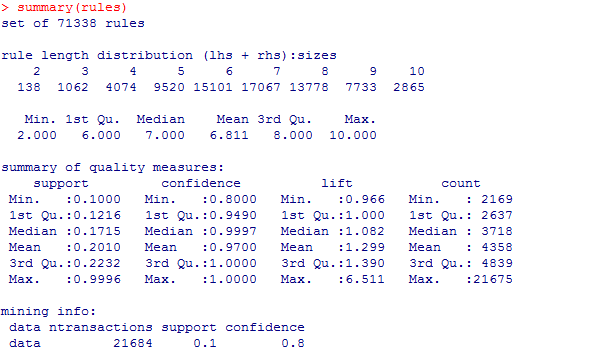 > summary(rules)
set of 71338 rules
rule length distribution (lhs + rhs):sizes
2 3 4 5 6 7 8 9 10
138 1062 4074 9520 15101 17067 13778 7733 2865
Min. 1st Qu. Median Mean 3rd Qu. Max.
2.000 6.000 7.000 6.811 8.000 10.000
summary of quality measures:
support confidence lift count
Min. :0.1000 Min. :0.8000 Min. :0.966 Min. : 2169
1st Qu.:0.1216 1st Qu.:0.9490 1st Qu.:1.000 1st Qu.: 2637
Median :0.1715 Median :0.9997 Median :1.082 Median : 3718
Mean :0.2010 Mean :0.9700 Mean :1.299 Mean : 4358
3rd Qu.:0.2232 3rd Qu.:1.0000 3rd Qu.:1.390 3rd Qu.: 4839
Max. :0.9996 Max. :1.0000 Max. :6.511 Max. :21675
mining info:
data ntransactions support confidence
data 21684 0.1 0.8